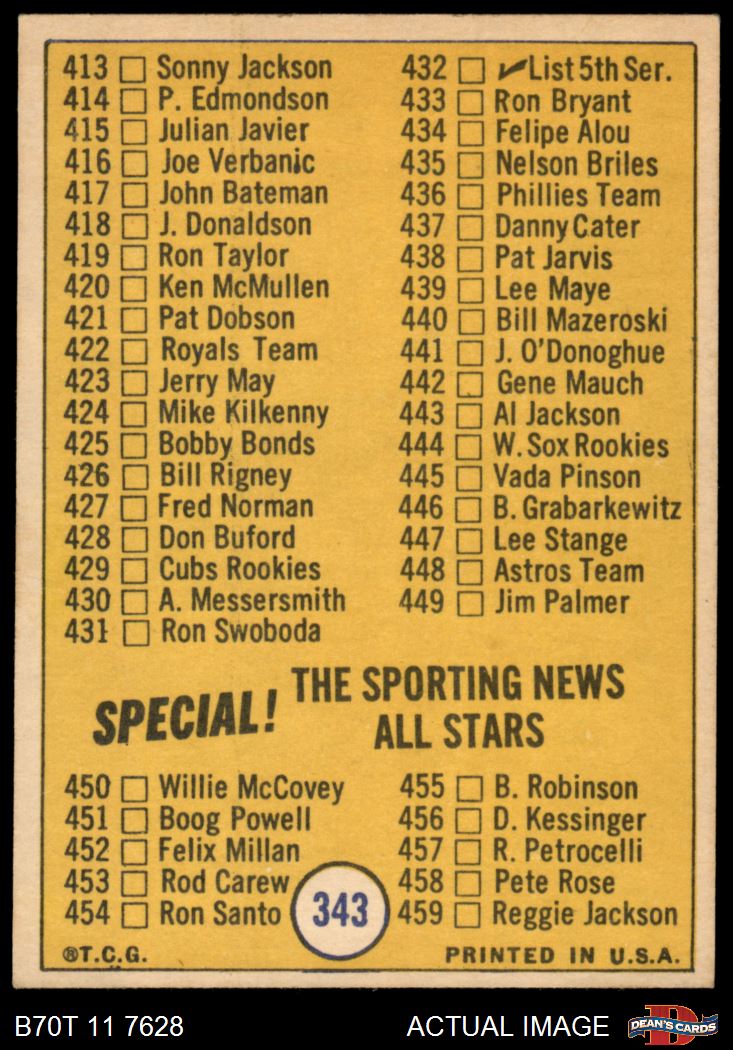 413 Sonny Jackson
414 P. Edmondson
415 Julian Javier
416 Joe Verbanic
417 John Bateman
418 J. Donaldson
419 Ron Taylor
420 Ken McMullen
421 Pat Dobson
422 Royals Team
423 Jerry May
424 Mike Kilkenny
425 Bobby Bonds
426 Bill Rigney
427 Fred Norman
428 Don Buford
429 Cubs Rookies
430 A. Messersmith
431 Ron Swoboda
432 ✓List 5th Ser.
433 Ron Bryant
434 Felipe Alou
435 Nelson Briles
436 Phillies Team
437 Danny Cater
438 Pat Jarvis
439 Lee Maye
440 Bill Mazeroski
441 J. O'Donoghue
442 Gene Mauch
443 Al Jackson
444 W. Sox Rookies
445 Vada Pinson
446 B. Grabarkewitz
447 Lee Stange
448 Astros Team
449 Jim Palmer
SPECIAL! THE SPORTING NEWS
ALL STARS
450 Willie McCovey
451 Boog Powell
452 Felix Millan
453 Rod Carew
454 Ron Santo
455 B. Robinson
456 D. Kessinger
457 R. Petrocelli
458 Pete Rose
459 Reggie Jackson
343
®T.C.G. PRINTED IN U.S.A.
B70T 11 7628 ACTUAL IMAGE DEAN'S CARDS